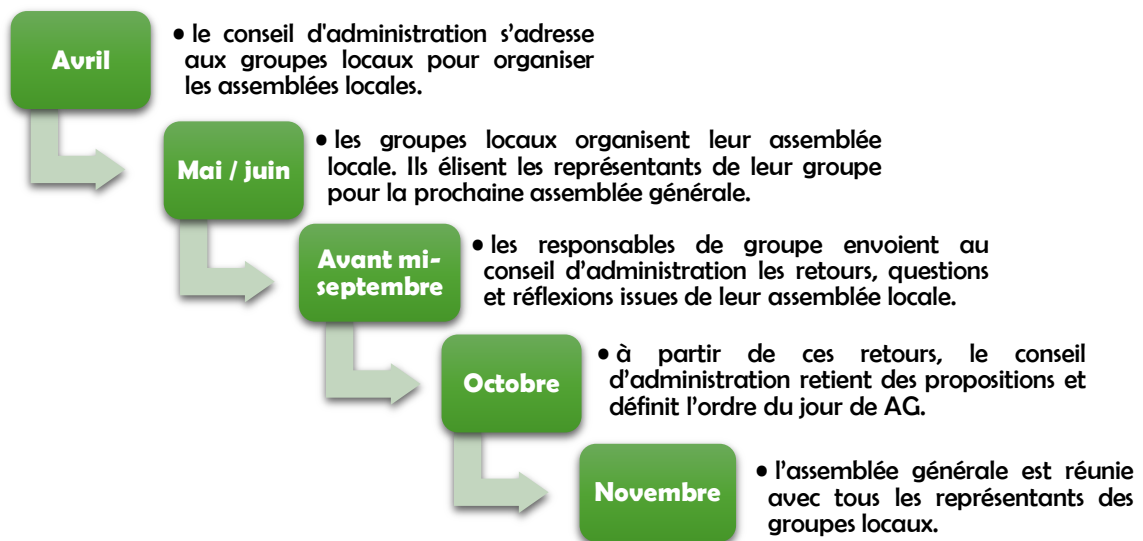 Avril
• le conseil d'administration s’adresse
aux groupes locaux pour organiser
les assemblées locales.
Mai / juin
• les groupes locaux organisent leur assemblée
locale. Ils élisent les représentants de leur groupe
pour la prochaine assemblée générale.
Avant mi-
septembre
• les responsables de groupe envoient au
conseil d’administration les retours, questions
et réflexions issues de leur assemblée locale.
Octobre
• à partir de ces retours, le conseil
d’administration retient des propositions et
définit l’ordre du jour de AG.
Novembre
• l’assemblée générale est réunie
avec tous les représentants des
groupes locaux.